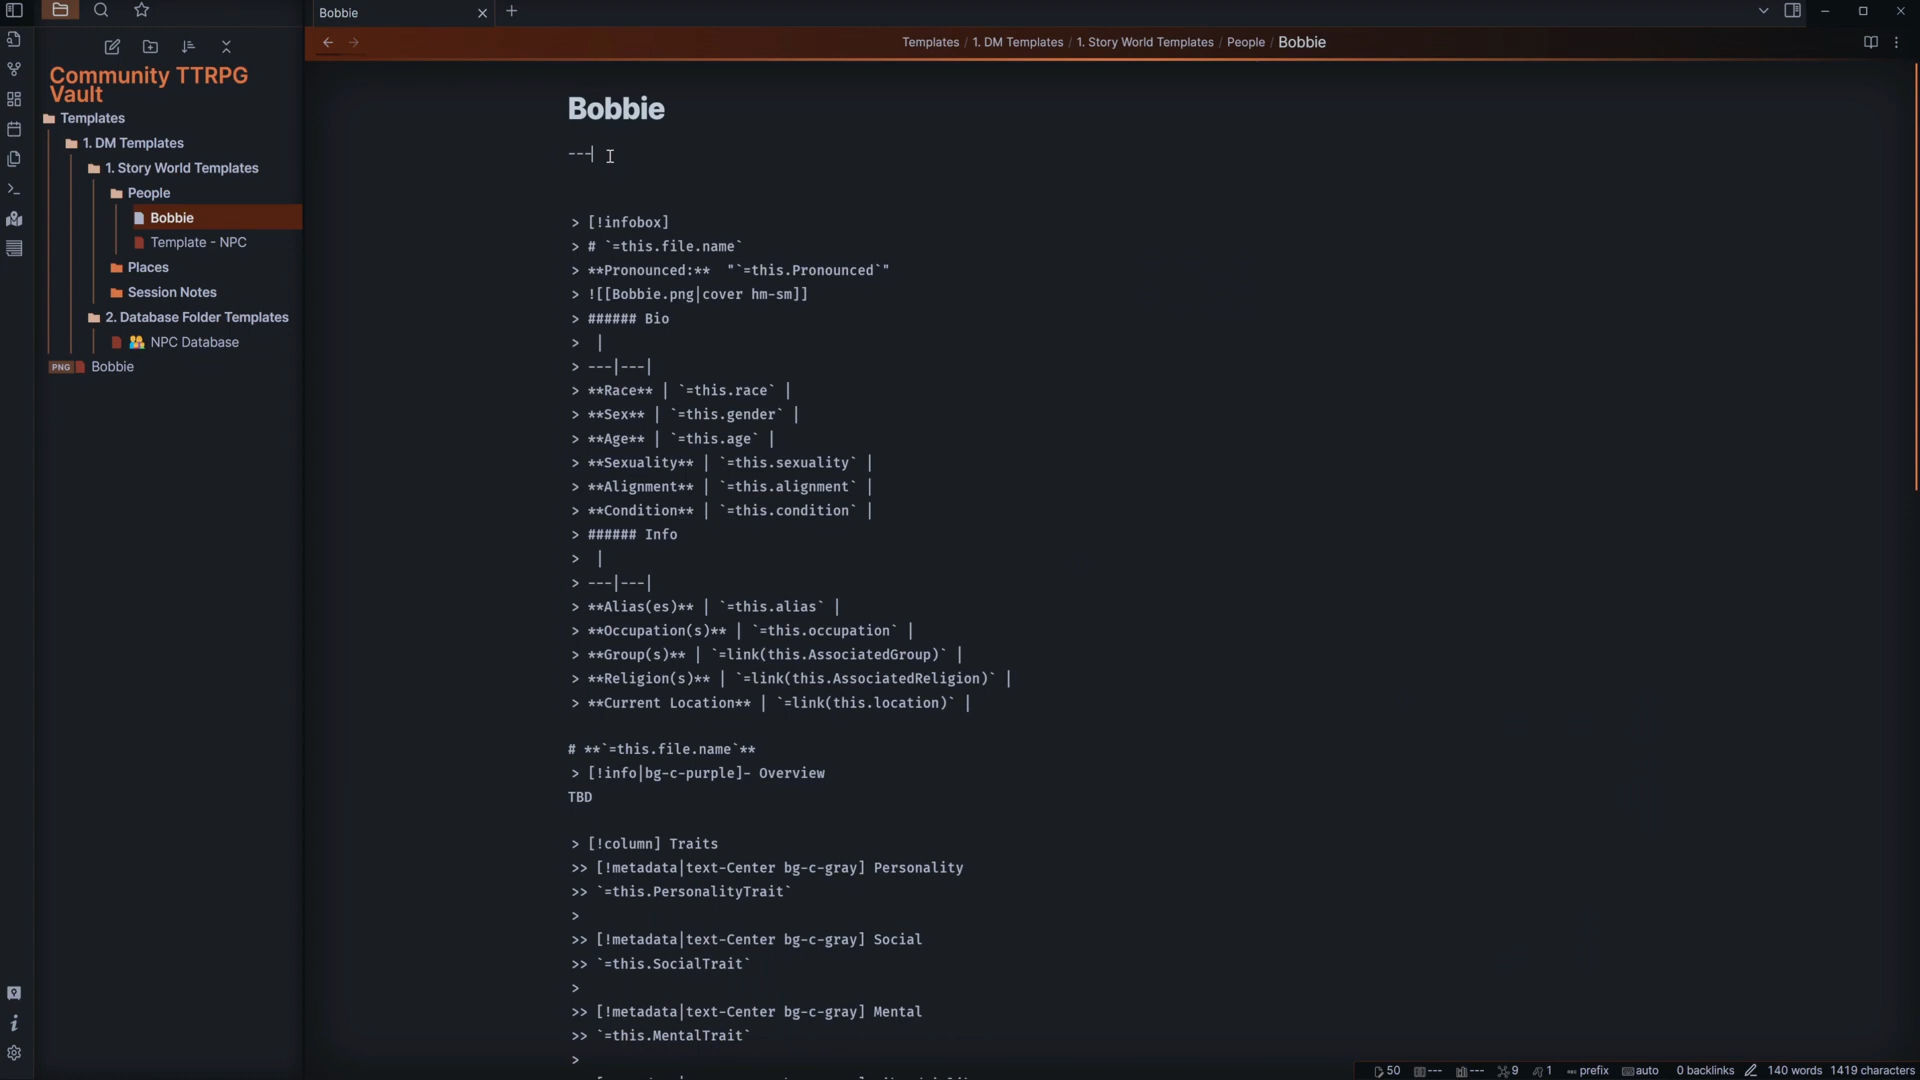 Bobbie
Templates / 1. DM Templates / 1. Story World Templates / People / Bobbie
Community TTRPG
Vault
Templates
1. DM Templates
1. Story World Templates
People
Bobbie
Template - NPC
Places
Session Notes
2. Database Folder Templates
NPC Database
PNG Bobbie
Bobbie
---
> [!infobox]
> # `=this.file.name`
> **Pronounced:**  "`=this.Pronounced`"
> ![[Bobbie.png|cover hm-sm]]
> ###### Bio
>  |
> ---|---|
> **Race** | `=this.race` |
> **Sex** | `=this.gender` |
> **Age** | `=this.age` |
> **Sexuality** | `=this.sexuality` |
> **Alignment** | `=this.alignment` |
> **Condition** | `=this.condition` |
> ###### Info
>  |
> ---|---|
> **Alias(es)** | `=this.alias` |
> **Occupation(s)** | `=this.occupation` |
> **Group(s)** | `=link(this.AssociatedGroup)` |
> **Religion(s)** | `=link(this.AssociatedReligion)` |
> **Current Location** | `=link(this.location)` |
# **`=this.file.name`**
> [!info|bg-c-purple]- Overview
TBD
> [!column] Traits
>> [!metadata|text-Center bg-c-gray] Personality
>> `=this.PersonalityTrait`
>
>> [!metadata|text-Center bg-c-gray] Social
>> `=this.SocialTrait`
>
>> [!metadata|text-Center bg-c-gray] Mental
>> `=this.MentalTrait`
>
50 --- --- 9 1 prefix auto 0 backlinks 140 words 1419 characters